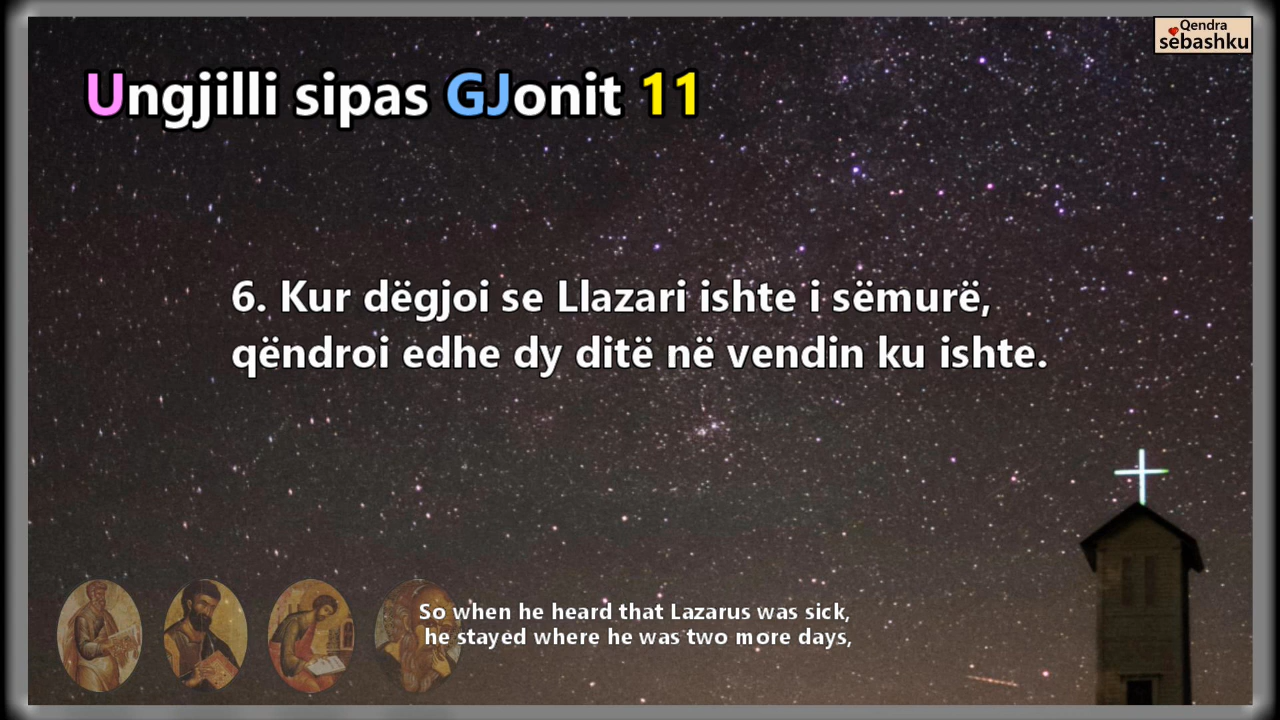 Qendra
sëbashku
Ungjilli sipas GJonit 11
6. Kur dëgjoi se Llazari ishte i sëmurë,
qëndroi edhe dy ditë në vendin ku ishte.
So when he heard that Lazarus was sick,
he stayed where he was two more days,